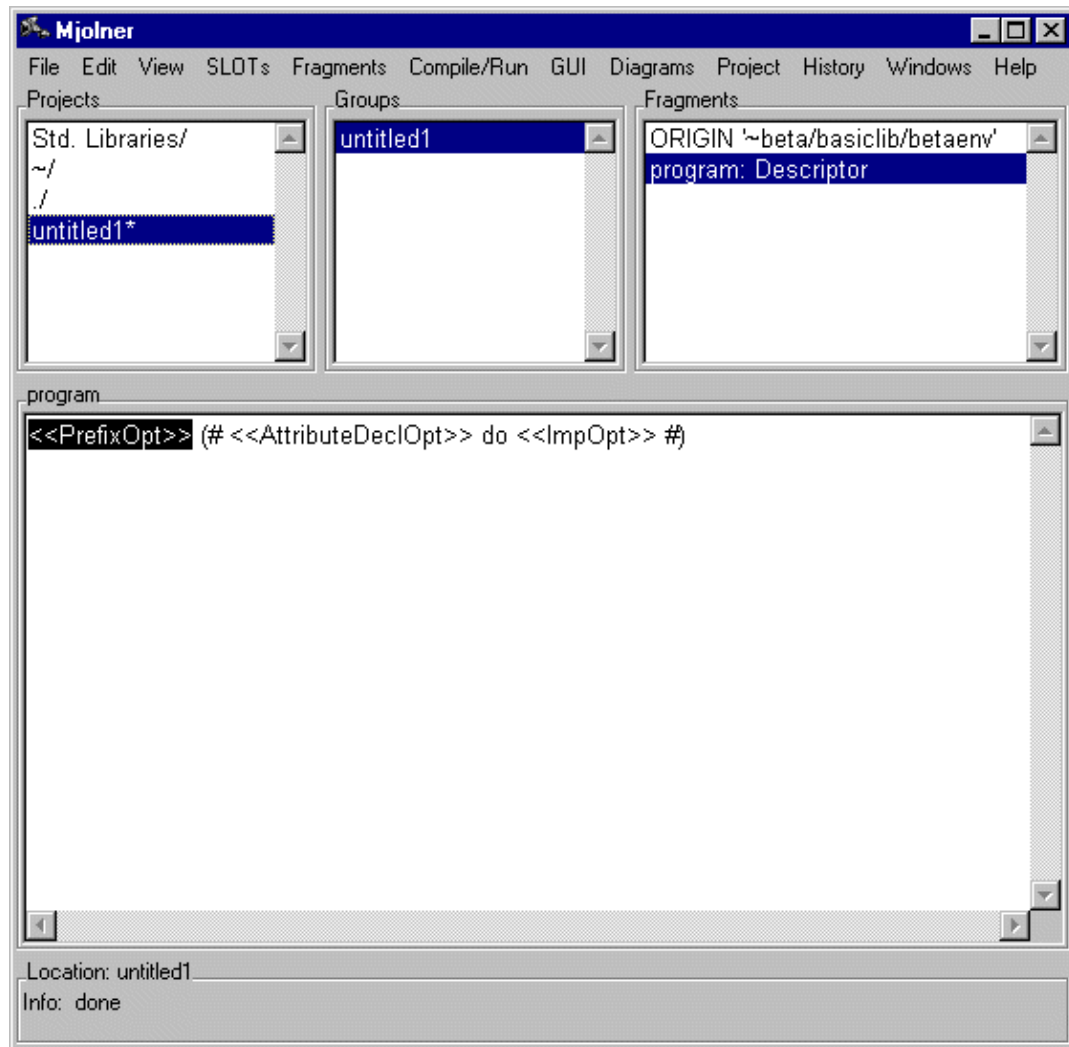 Mjolner
File Edit View SLOTs Fragments Compile/Run GUI Diagrams Project History Windows Help
Projects
Std. Libraries/
~/
./
untitled1*
Groups
untitled1
Fragments
ORIGIN '~beta/basiclib/betaenv'
program: Descriptor
program
<<PrefixOpt>> (# <<AttributeDeclOpt>> do <<ImpOpt>> #)
Location: untitled1
Info: done